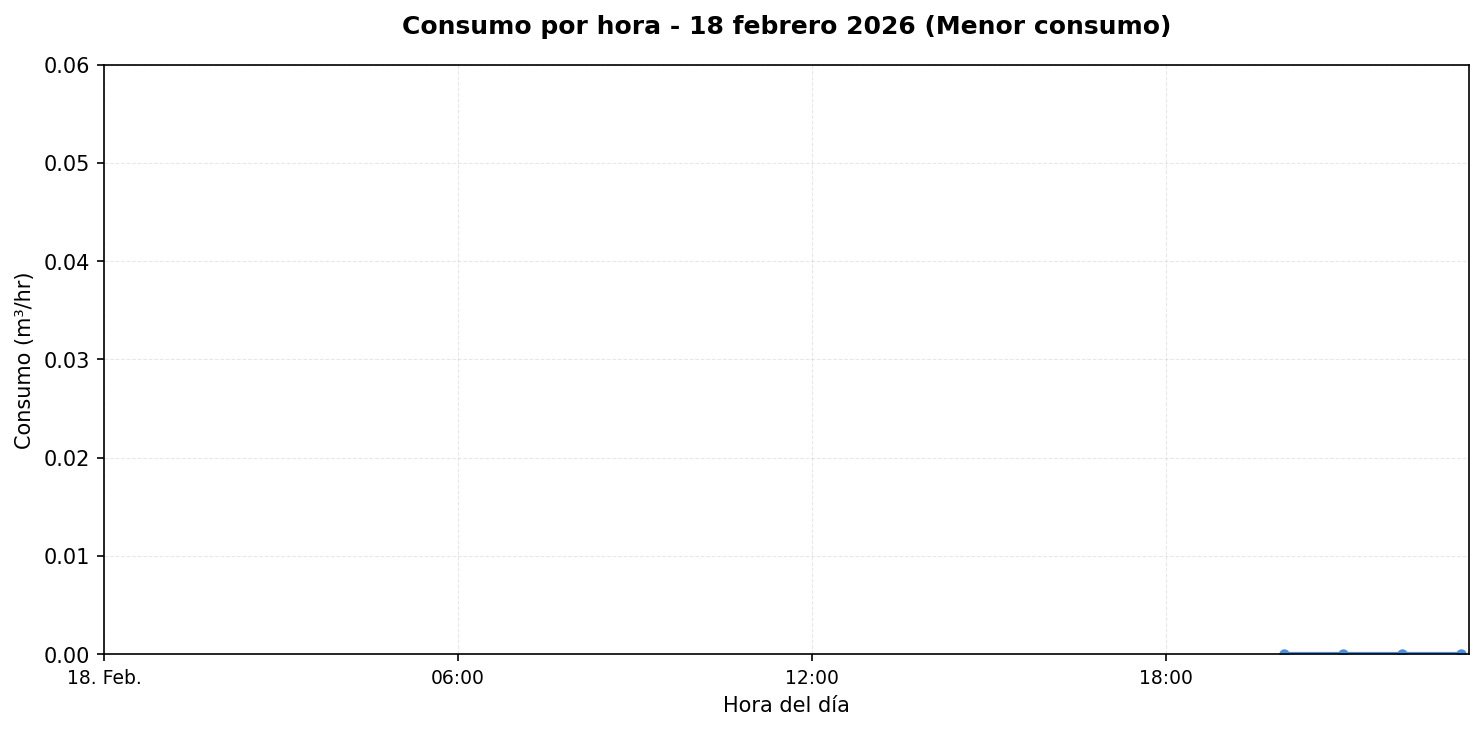 Consumo por hora - 18 febrero 2026 (Menor consumo)
Consumo (m³/hr)
0.06
0.05
0.04
0.03
0.02
0.01
0.00
18. Feb.
06:00
12:00
18:00
Hora del día